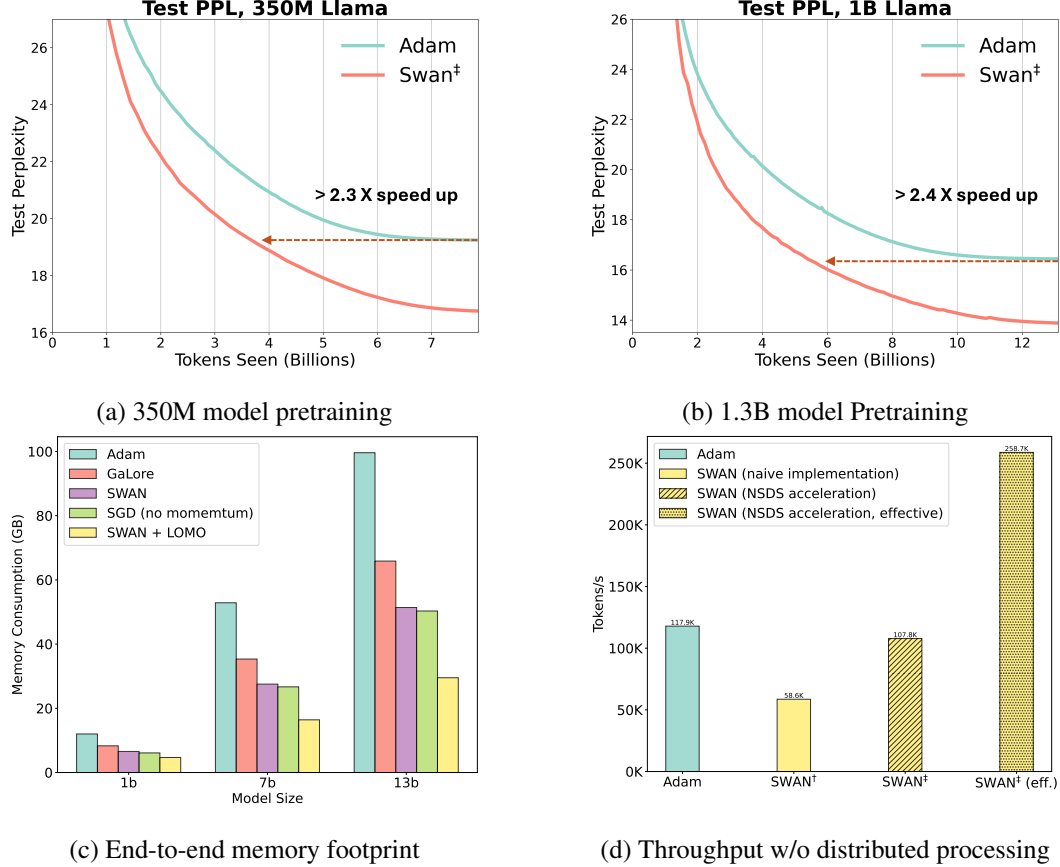 Test PPL, 350M Llama
26
24
22
20
18
16
Test Perplexity
Adam
Swan‡
> 2.3 X speed up
0 1 2 3 4 5 6 7
Tokens Seen (Billions)
(a) 350M model pretraining
Test PPL, 1B Llama
26
24
22
20
18
16
14
Test Perplexity
Adam
Swan‡
> 2.4 X speed up
0 2 4 6 8 10 12
Tokens Seen (Billions)
(b) 1.3B model Pretraining
100
80
60
40
20
0
Memory Consumption (GB)
Adam
GaLore
SWAN
SGD (no momemtum)
SWAN + LOMO
1b 7b 13b
Model Size
(c) End-to-end memory footprint
250K
200K
150K
100K
50K
0K
Tokens/s
Adam
SWAN (naive implementation)
SWAN (NSDS acceleration)
SWAN (NSDS acceleration, effective)
117.9K
58.6K
107.8K
258.7K
Adam SWAN† SWAN‡ SWAN‡ (eff.)
(d) Throughput w/o distributed processing